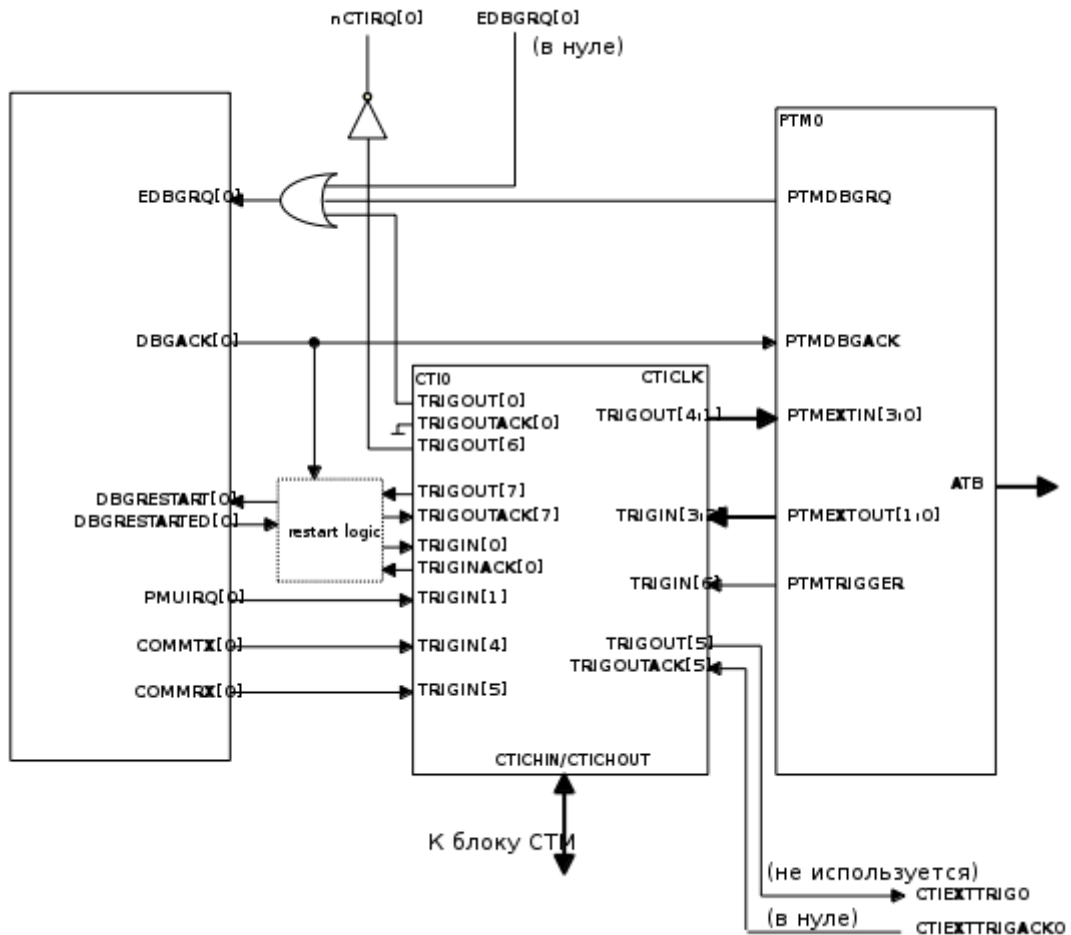 nCTIRQ[0]
EDBGRQ[0]
(в нуле)
PTM0
EDBGRQ[0]
PTMDBGRQ
DBGACK[0]
PTMDBGACK
CTI0
CTICLK
TRIGOUT[0]
TRIGOUT[4:1]
PTMEXTIN[3:0]
TRIGOUTACK[0]
TRIGOUT[6]
ATB
TRIGOUT[7]
DBGRESTART[0]
TRIGOUTACK[7]
TRIGIN[3:
PTMEXTOUT[1:0]
DBGRESTARTED[0]
restart logic
TRIGIN[0]
TRIGINACK[0]
TRIGIN[6]
PTMTRIGGER
PMUIRQ[0]
TRIGIN[1]
COMMTX[0]
TRIGIN[4]
TRIGOUT[5]
TRIGOUTACK[5]
COMMRX[0]
TRIGIN[5]
CTICHIN/CTICHOUT
К блоку CTM
(не используется)
CTIEXTTRIG0
(в нуле)
CTIEXTTRIGACK0